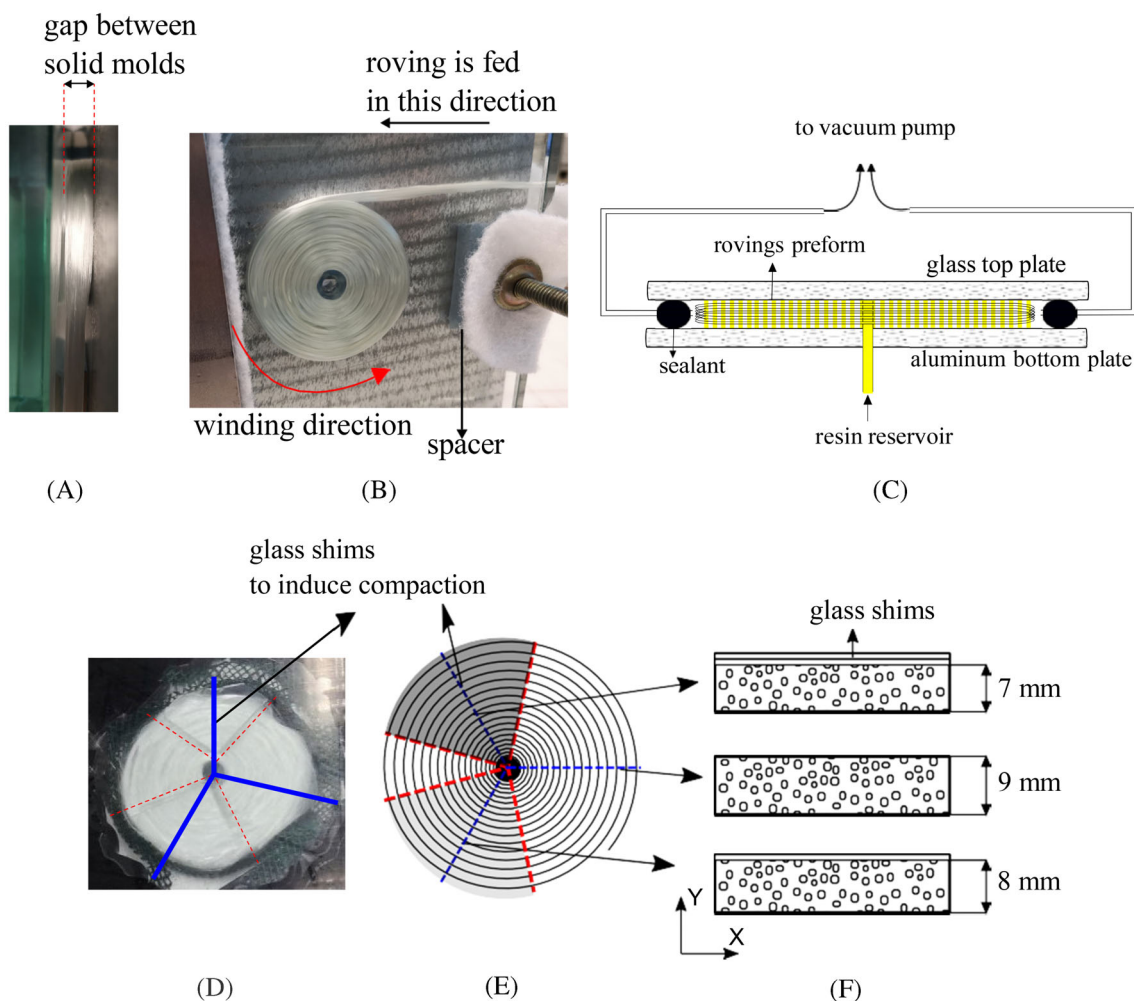 gap between
solid molds
roving is fed
in this direction
winding direction
spacer
(A)
(B)
to vacuum pump
rovings preform
glass top plate
sealant
aluminum bottom plate
resin reservoir
(C)
glass shims
to induce compaction
glass shims
7 mm
9 mm
8 mm
Y
X
(D)
(E)
(F)